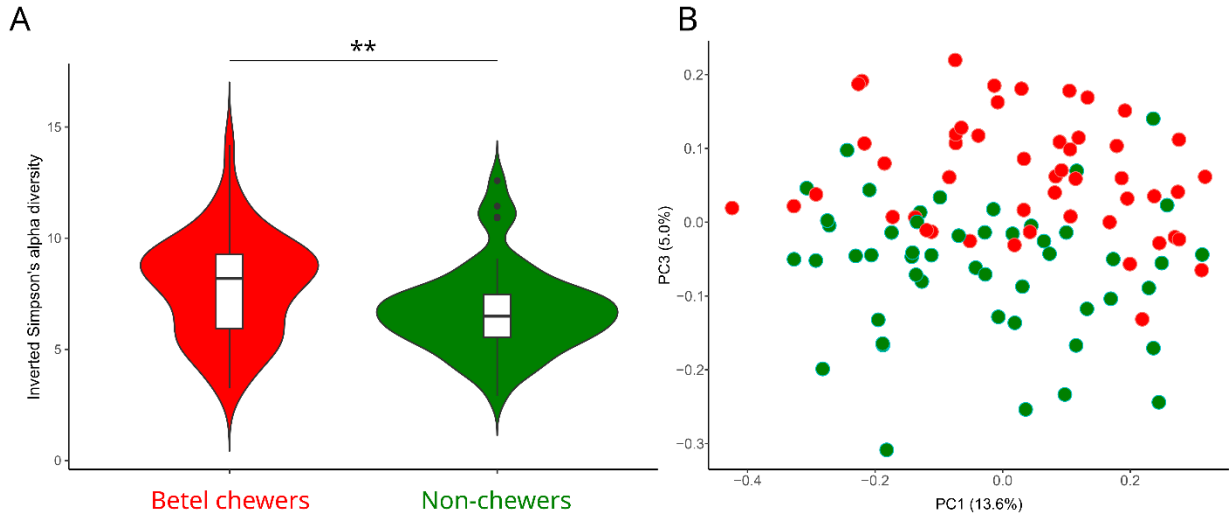 A
B
**
Inverted Simpson's alpha diversity
15
10
5
0
Betel chewers
Non-chewers
PC3 (5.0%)
0.2
0.1
0.0
−0.1
−0.2
−0.3
−0.4
−0.2
0.0
0.2
PC1 (13.6%)